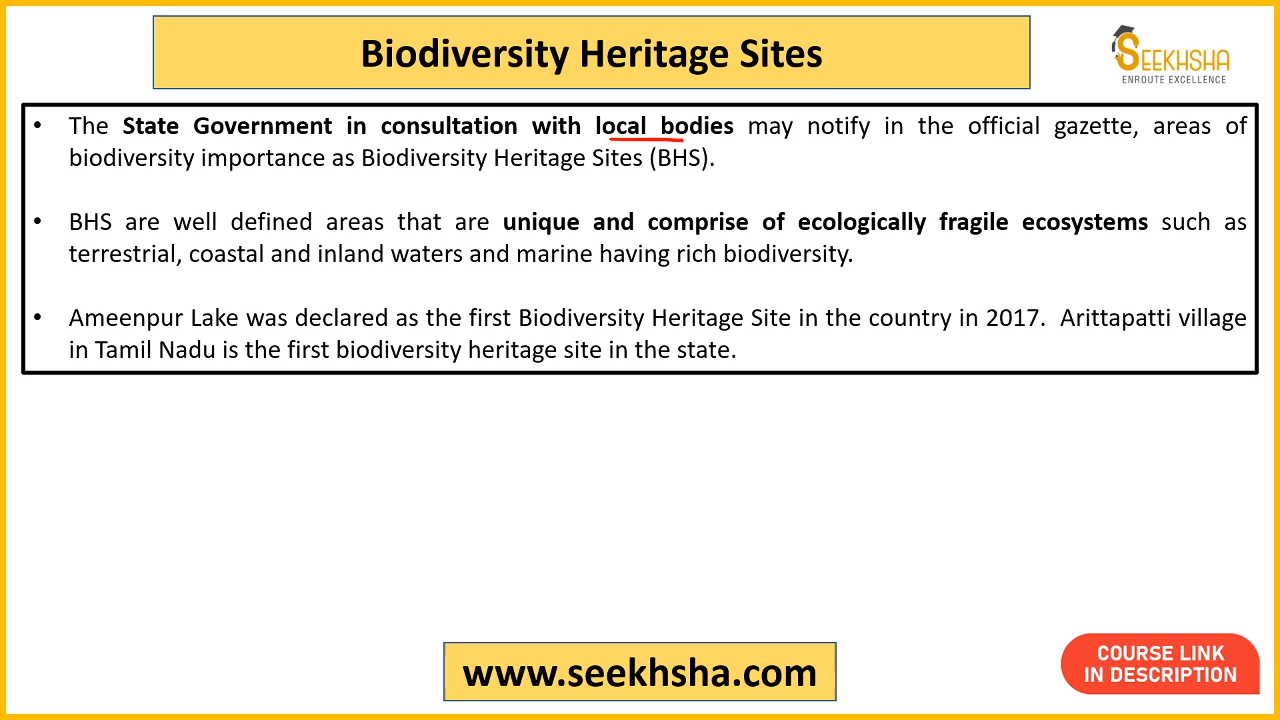 Biodiversity Heritage Sites
SEEKHSHA
ENROUTE EXCELLENCE
• The State Government in consultation with local bodies may notify in the official gazette, areas of
biodiversity importance as Biodiversity Heritage Sites (BHS).
• BHS are well defined areas that are unique and comprise of ecologically fragile ecosystems such as
terrestrial, coastal and inland waters and marine having rich biodiversity.
• Ameenpur Lake was declared as the first Biodiversity Heritage Site in the country in 2017. Arittapatti village
in Tamil Nadu is the first biodiversity heritage site in the state.
www.seekhsha.com
COURSE LINK
IN DESCRIPTION